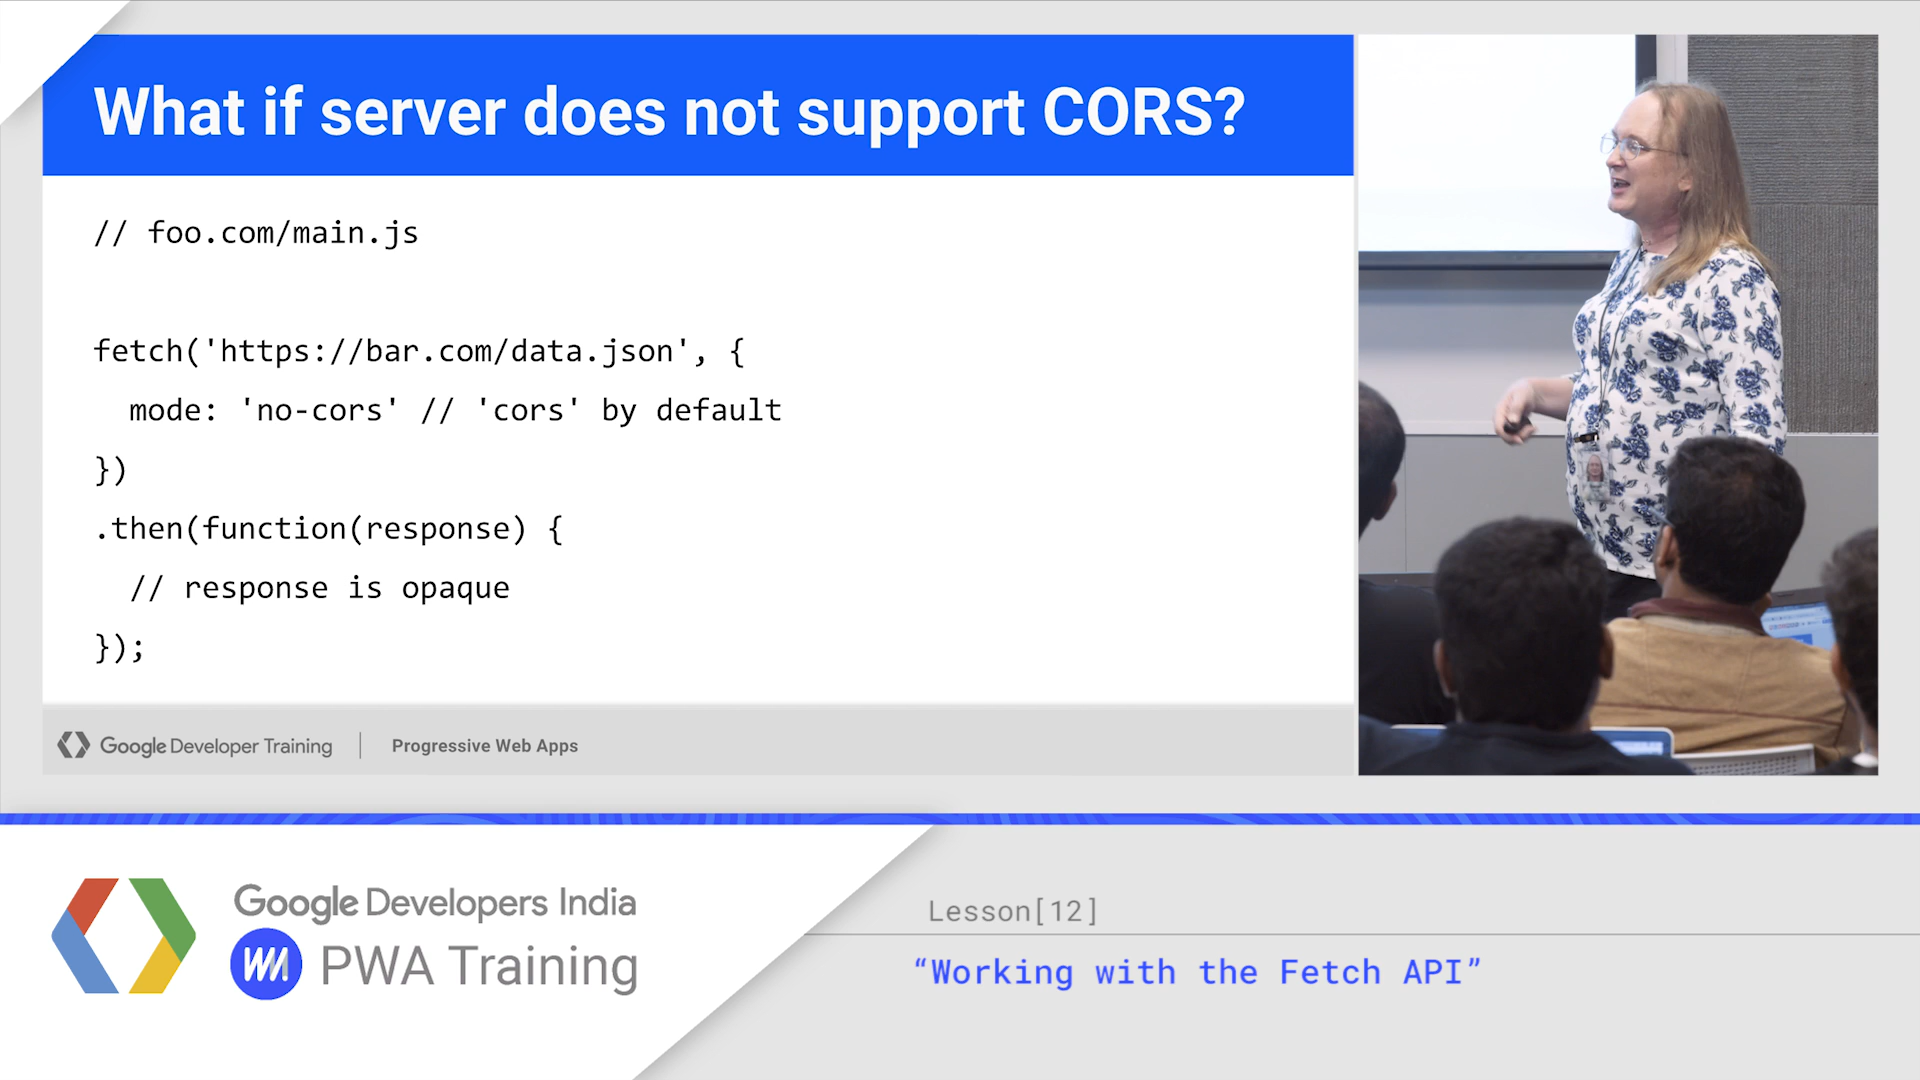 What if server does not support CORS?
// foo.com/main.js
fetch('https://bar.com/data.json', {
  mode: 'no-cors' // 'cors' by default
})
.then(function(response) {
  // response is opaque
});
Google Developer Training | Progressive Web Apps
Google Developers India
PWA Training
Lesson[12]
“Working with the Fetch API”